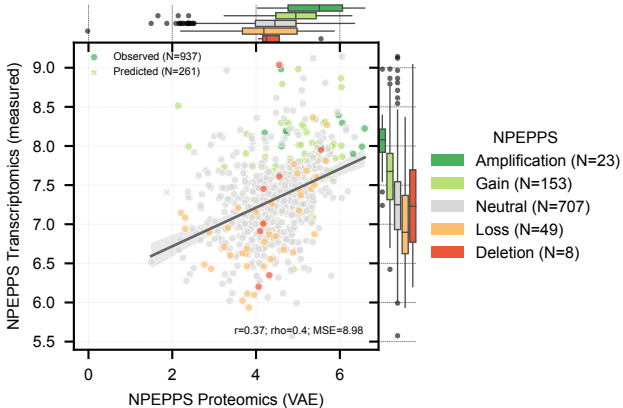 Observed (N=937)
Predicted (N=261)
9.0
8.5
8.0
7.5
7.0
6.5
6.0
5.5
NPEPPS Transcriptomics (measured)
r=0.37; rho=0.4; MSE=8.98
0 2 4 6
NPEPPS Proteomics (VAE)
NPEPPS
Amplification (N=23)
Gain (N=153)
Neutral (N=707)
Loss (N=49)
Deletion (N=8)